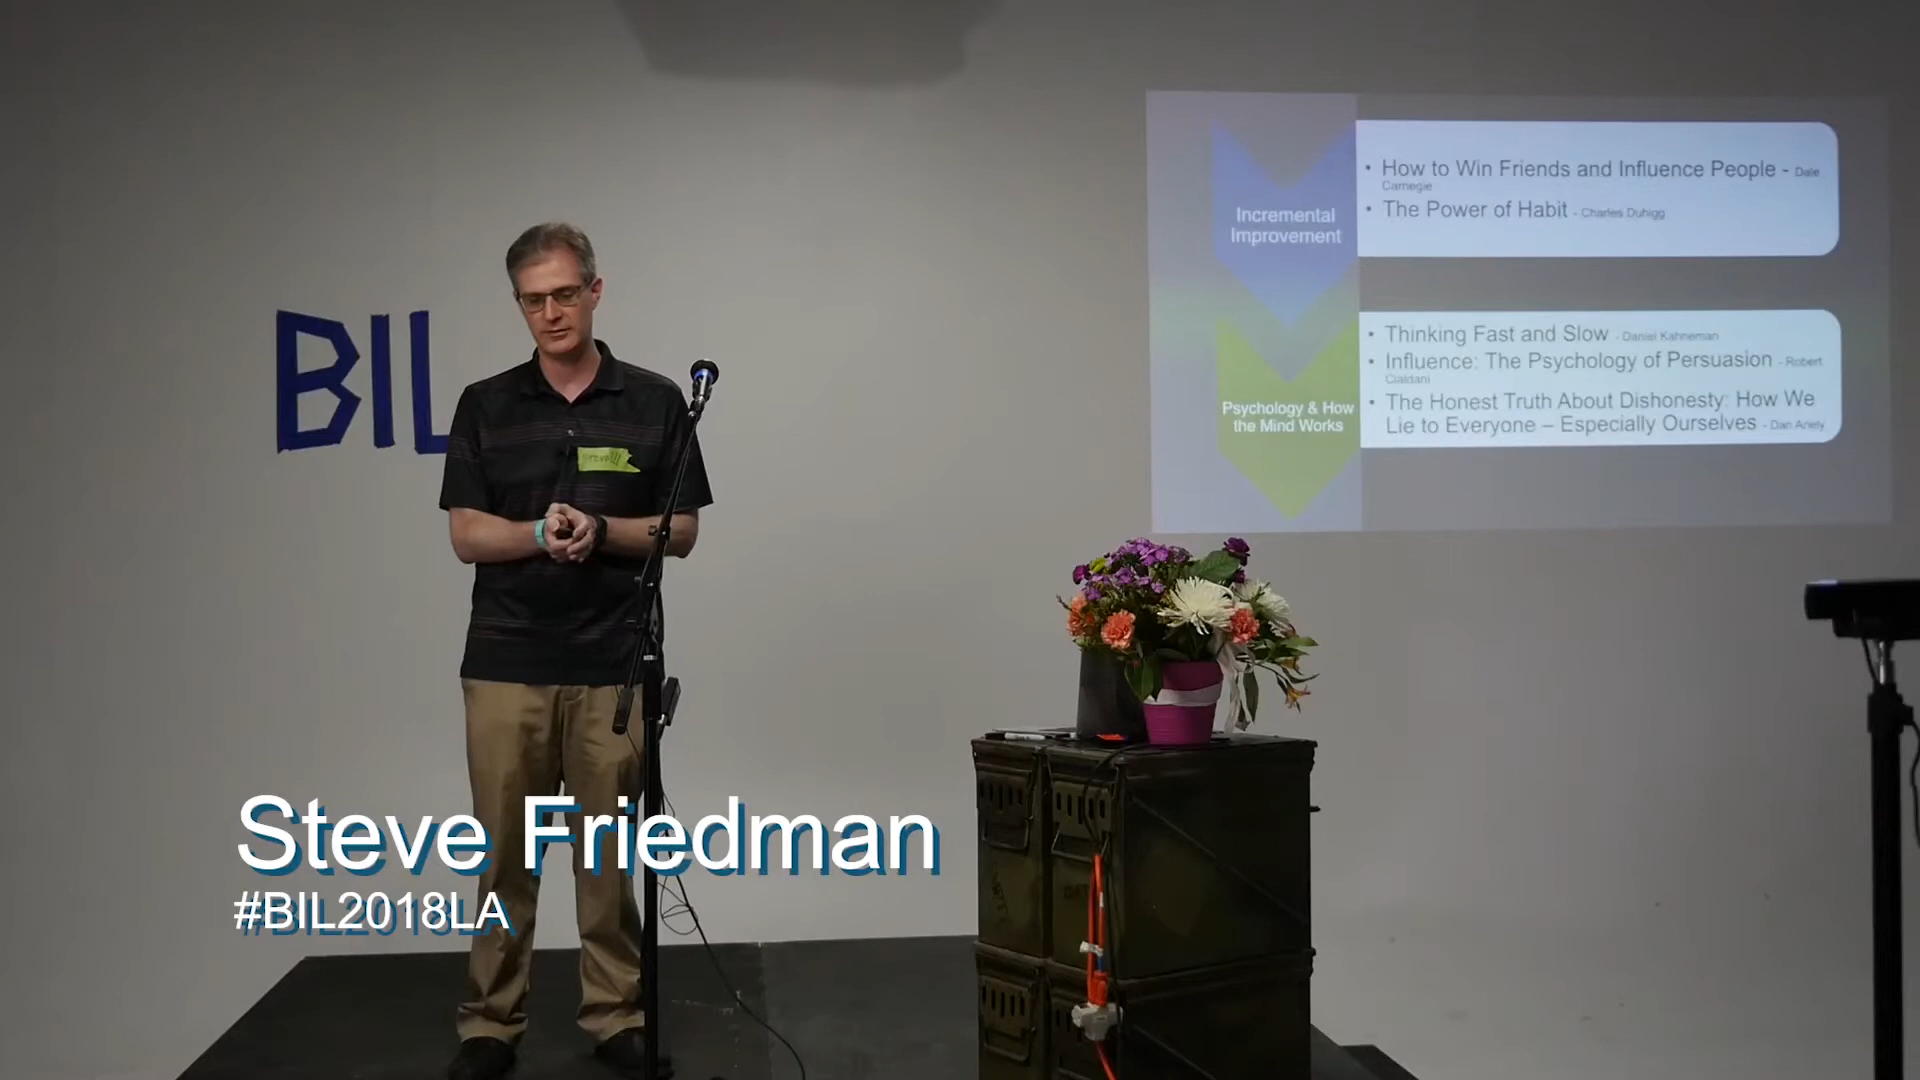 BIL
Steve!!!
Incremental
Improvement
• How to Win Friends and Influence People - Dale
Carnegie
• The Power of Habit - Charles Duhigg
Psychology & How
the Mind Works
• Thinking Fast and Slow - Daniel Kahneman
• Influence: The Psychology of Persuasion - Robert
Cialdani
• The Honest Truth About Dishonesty: How We
Lie to Everyone – Especially Ourselves - Dan Ariely
Steve Friedman
#BIL2018LA